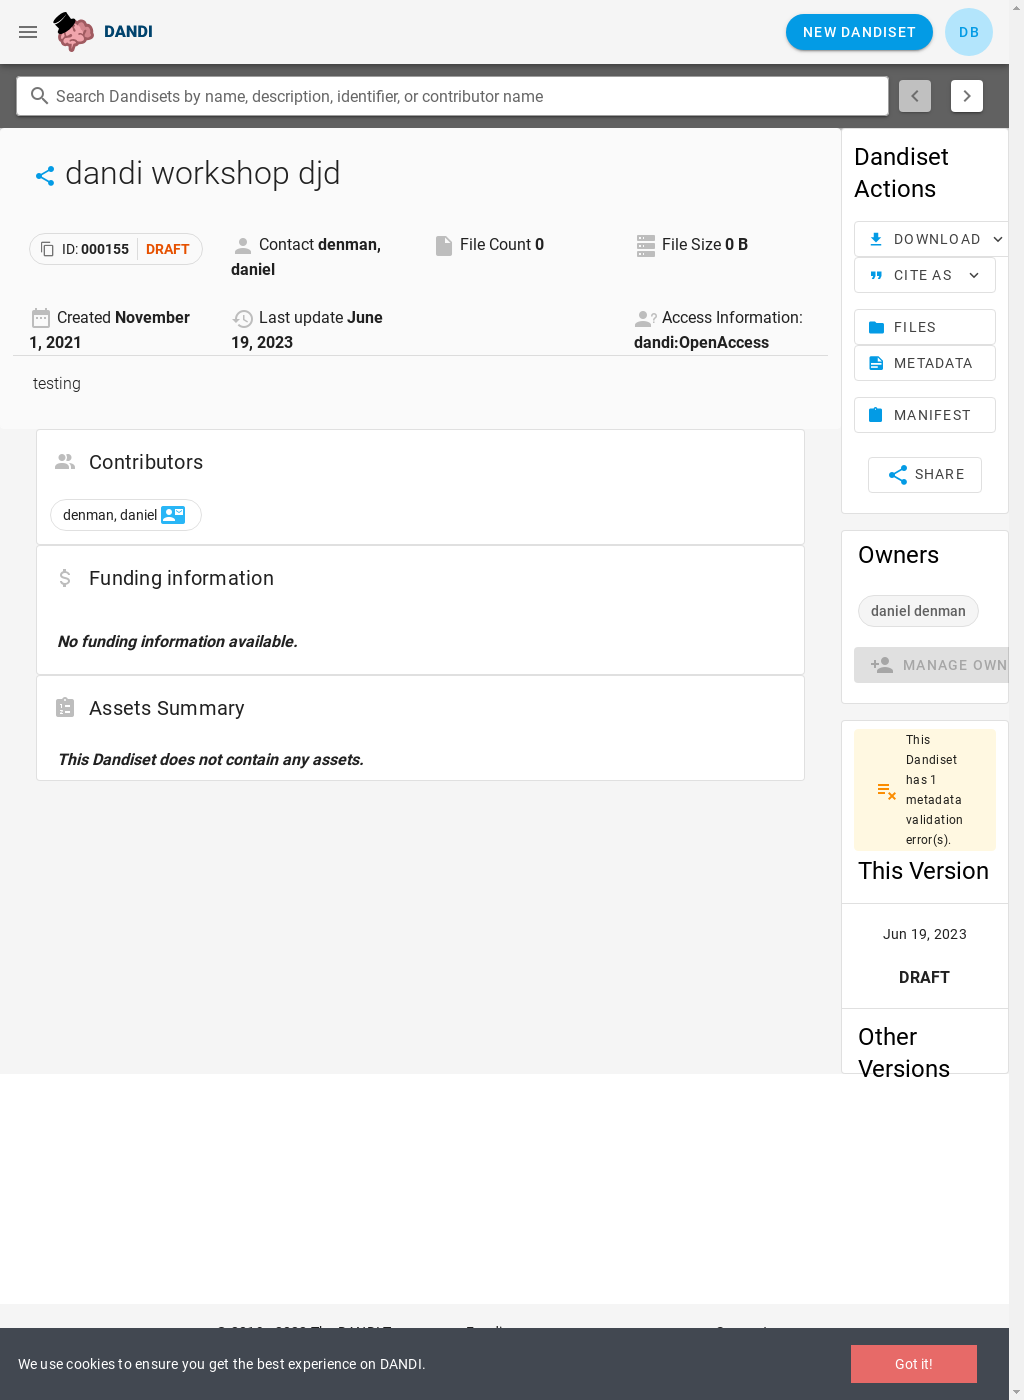 DANDI
NEW DANDISET
DB
Search Dandisets by name, description, identifier, or contributor name
dandi workshop djd
ID: 000155 DRAFT
Contact denman,
daniel
File Count 0
File Size 0 B
Created November
1, 2021
Last update June
19, 2023
Access Information:
dandi:OpenAccess
testing
Contributors
denman, daniel
Funding information
No funding information available.
Assets Summary
This Dandiset does not contain any assets.
Dandiset
Actions
DOWNLOAD
CITE AS
FILES
METADATA
MANIFEST
SHARE
Owners
daniel denman
MANAGE OWN
This
Dandiset
has 1
metadata
validation
error(s).
This Version
Jun 19, 2023
DRAFT
Other
Versions
We use cookies to ensure you get the best experience on DANDI.
Got it!